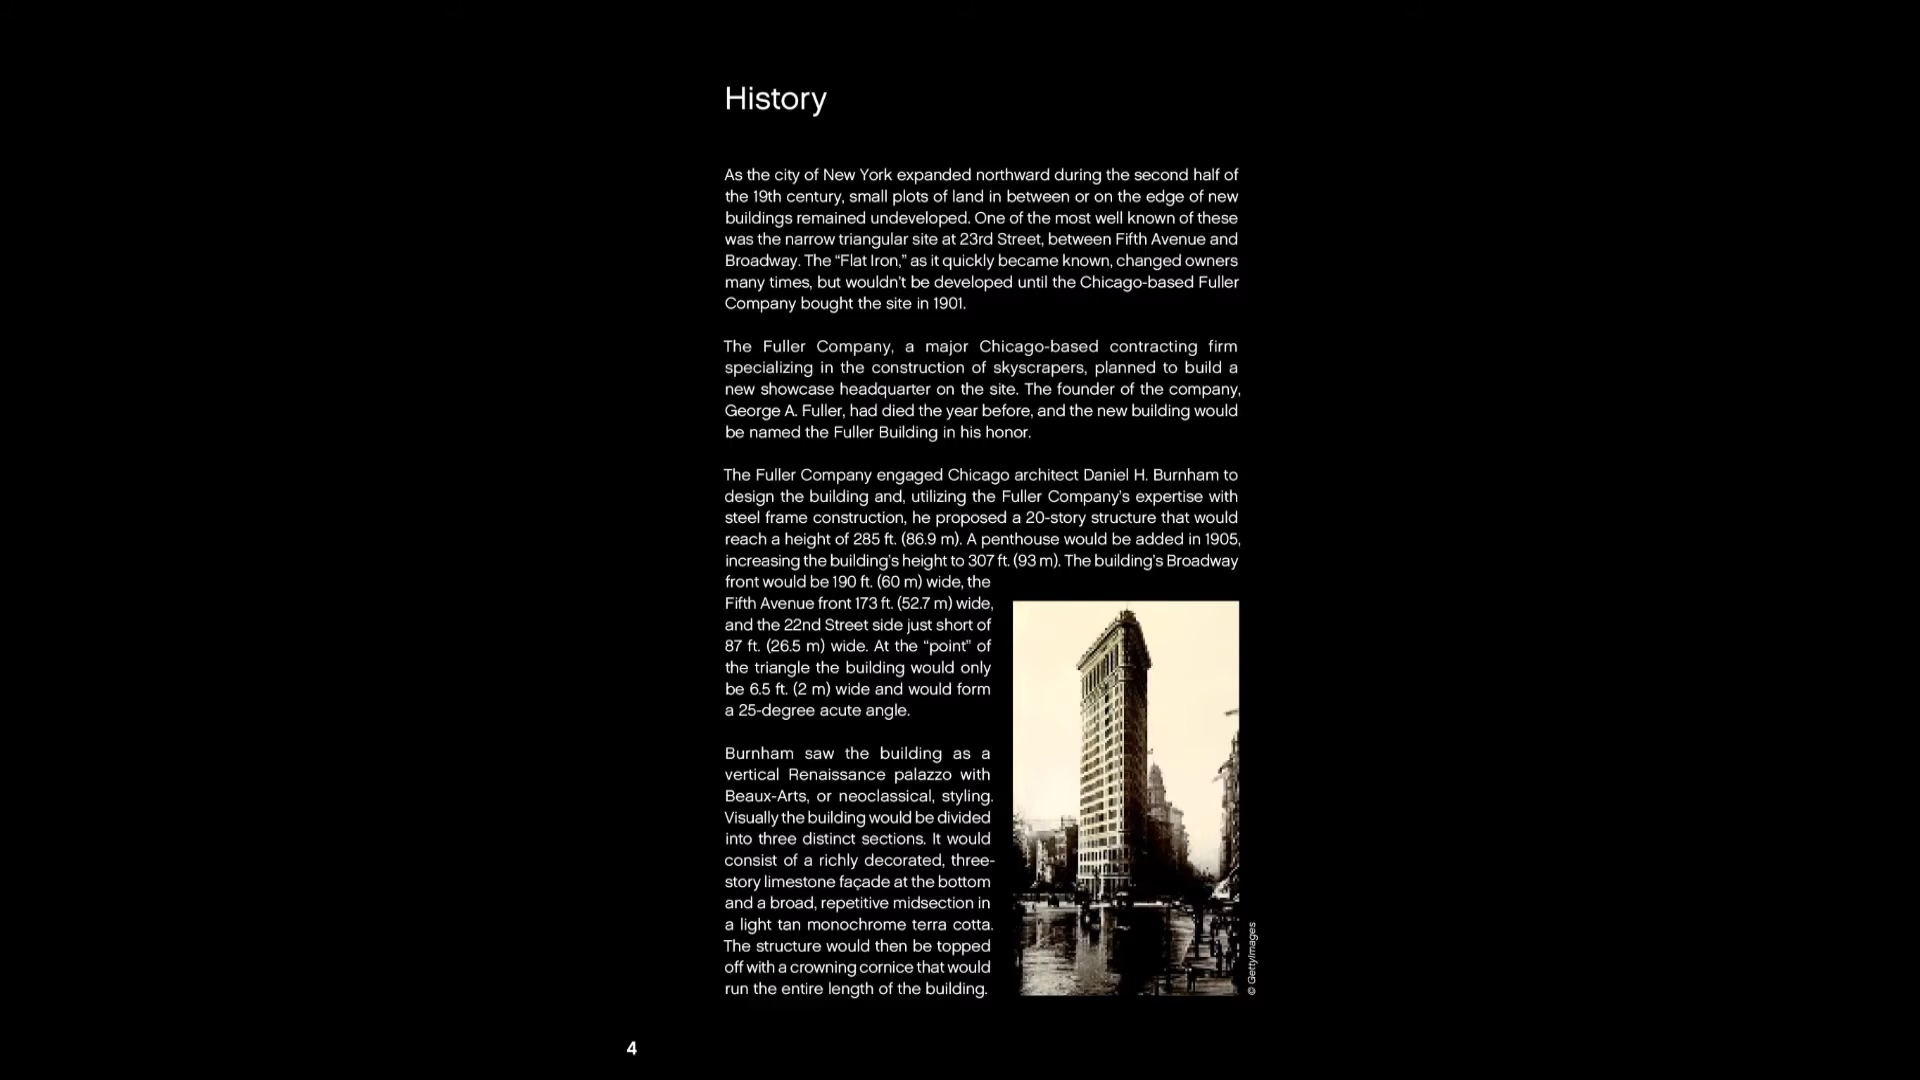 History
As the city of New York expanded northward during the second half of
the 19th century, small plots of land in between or on the edge of new
buildings remained undeveloped. One of the most well known of these
was the narrow triangular site at 23rd Street, between Fifth Avenue and
Broadway. The “Flat Iron,” as it quickly became known, changed owners
many times, but wouldn’t be developed until the Chicago-based Fuller
Company bought the site in 1901.
The Fuller Company, a major Chicago-based contracting firm
specializing in the construction of skyscrapers, planned to build a
new showcase headquarter on the site. The founder of the company,
George A. Fuller, had died the year before, and the new building would
be named the Fuller Building in his honor.
The Fuller Company engaged Chicago architect Daniel H. Burnham to
design the building and, utilizing the Fuller Company’s expertise with
steel frame construction, he proposed a 20-story structure that would
reach a height of 285 ft. (86.9 m). A penthouse would be added in 1905,
increasing the building’s height to 307 ft. (93 m). The building’s Broadway
front would be 190 ft. (60 m) wide, the
Fifth Avenue front 173 ft. (52.7 m) wide,
and the 22nd Street side just short of
87 ft. (26.5 m) wide. At the “point” of
the triangle the building would only
be 6.5 ft. (2 m) wide and would form
a 25-degree acute angle.
Burnham saw the building as a
vertical Renaissance palazzo with
Beaux-Arts, or neoclassical, styling.
Visually the building would be divided
into three distinct sections. It would
consist of a richly decorated, three-
story limestone façade at the bottom
and a broad, repetitive midsection in
a light tan monochrome terra cotta.
The structure would then be topped
off with a crowning cornice that would
run the entire length of the building.
© GettyImages
4